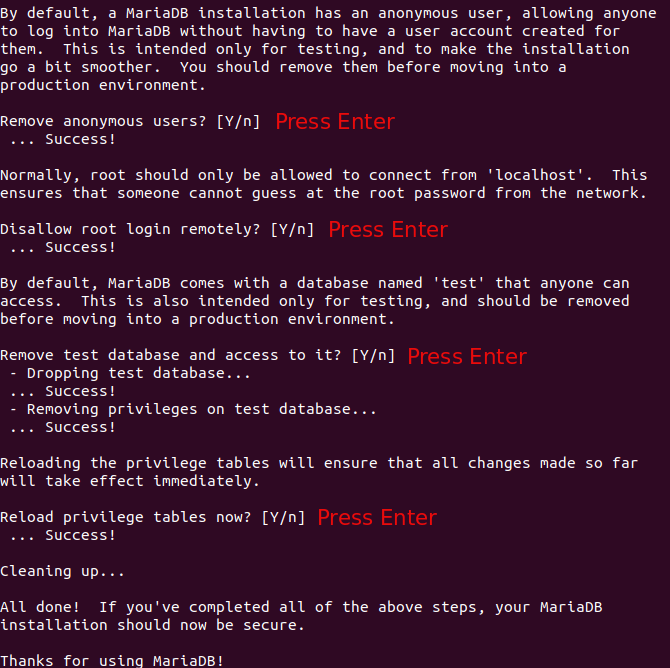 By default, a MariaDB installation has an anonymous user, allowing anyone
to log into MariaDB without having to have a user account created for
them.  This is intended only for testing, and to make the installation
go a bit smoother.  You should remove them before moving into a
production environment.
Remove anonymous users? [Y/n] Press Enter
 ... Success!
Normally, root should only be allowed to connect from 'localhost'.  This
ensures that someone cannot guess at the root password from the network.
Disallow root login remotely? [Y/n] Press Enter
 ... Success!
By default, MariaDB comes with a database named 'test' that anyone can
access.  This is also intended only for testing, and should be removed
before moving into a production environment.
Remove test database and access to it? [Y/n] Press Enter
 - Dropping test database...
 ... Success!
 - Removing privileges on test database...
 ... Success!
Reloading the privilege tables will ensure that all changes made so far
will take effect immediately.
Reload privilege tables now? [Y/n] Press Enter
 ... Success!
Cleaning up...
All done!  If you've completed all of the above steps, your MariaDB
installation should now be secure.
Thanks for using MariaDB!